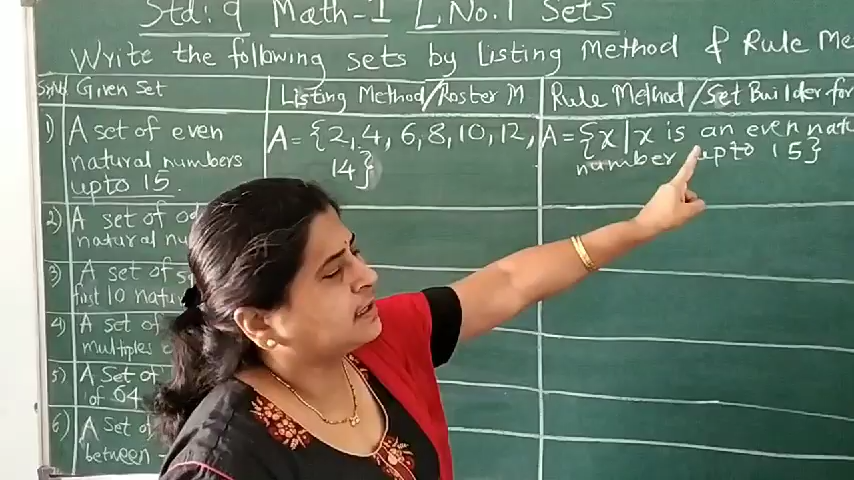 Std: 9 Math-1 L.No.1 Sets
Write the following sets by Listing Method & Rule Me
Sr.No. Given Set Listing Method/Roster M Rule Method/Set Builder for
1) A set of even natural numbers upto 15. A = {2, 4, 6, 8, 10, 12, 14} A = {x|x is an even natu number upto 15}
2) A set of od natural nu
3) A set of s first 10 natur
4) A set of multiples
5) A Set of of 64
6) A set of between